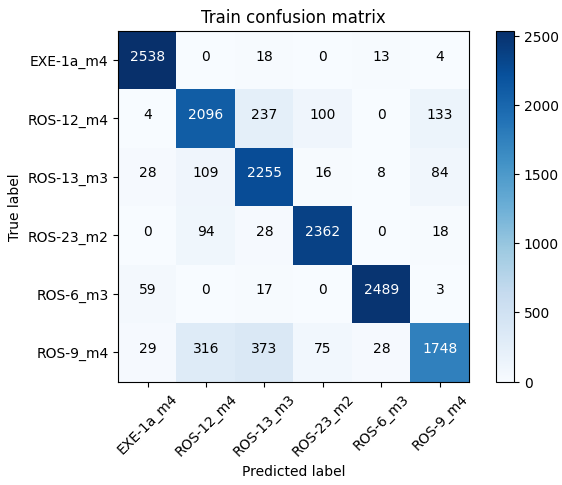 Train confusion matrix
True label
EXE-1a_m4 2538 0 18 0 13 4
ROS-12_m4 4 2096 237 100 0 133
ROS-13_m3 28 109 2255 16 8 84
ROS-23_m2 0 94 28 2362 0 18
ROS-6_m3 59 0 17 0 2489 3
ROS-9_m4 29 316 373 75 28 1748
EXE-1a_m4 ROS-12_m4 ROS-13_m3 ROS-23_m2 ROS-6_m3 ROS-9_m4
Predicted label
2500
2000
1500
1000
500
0